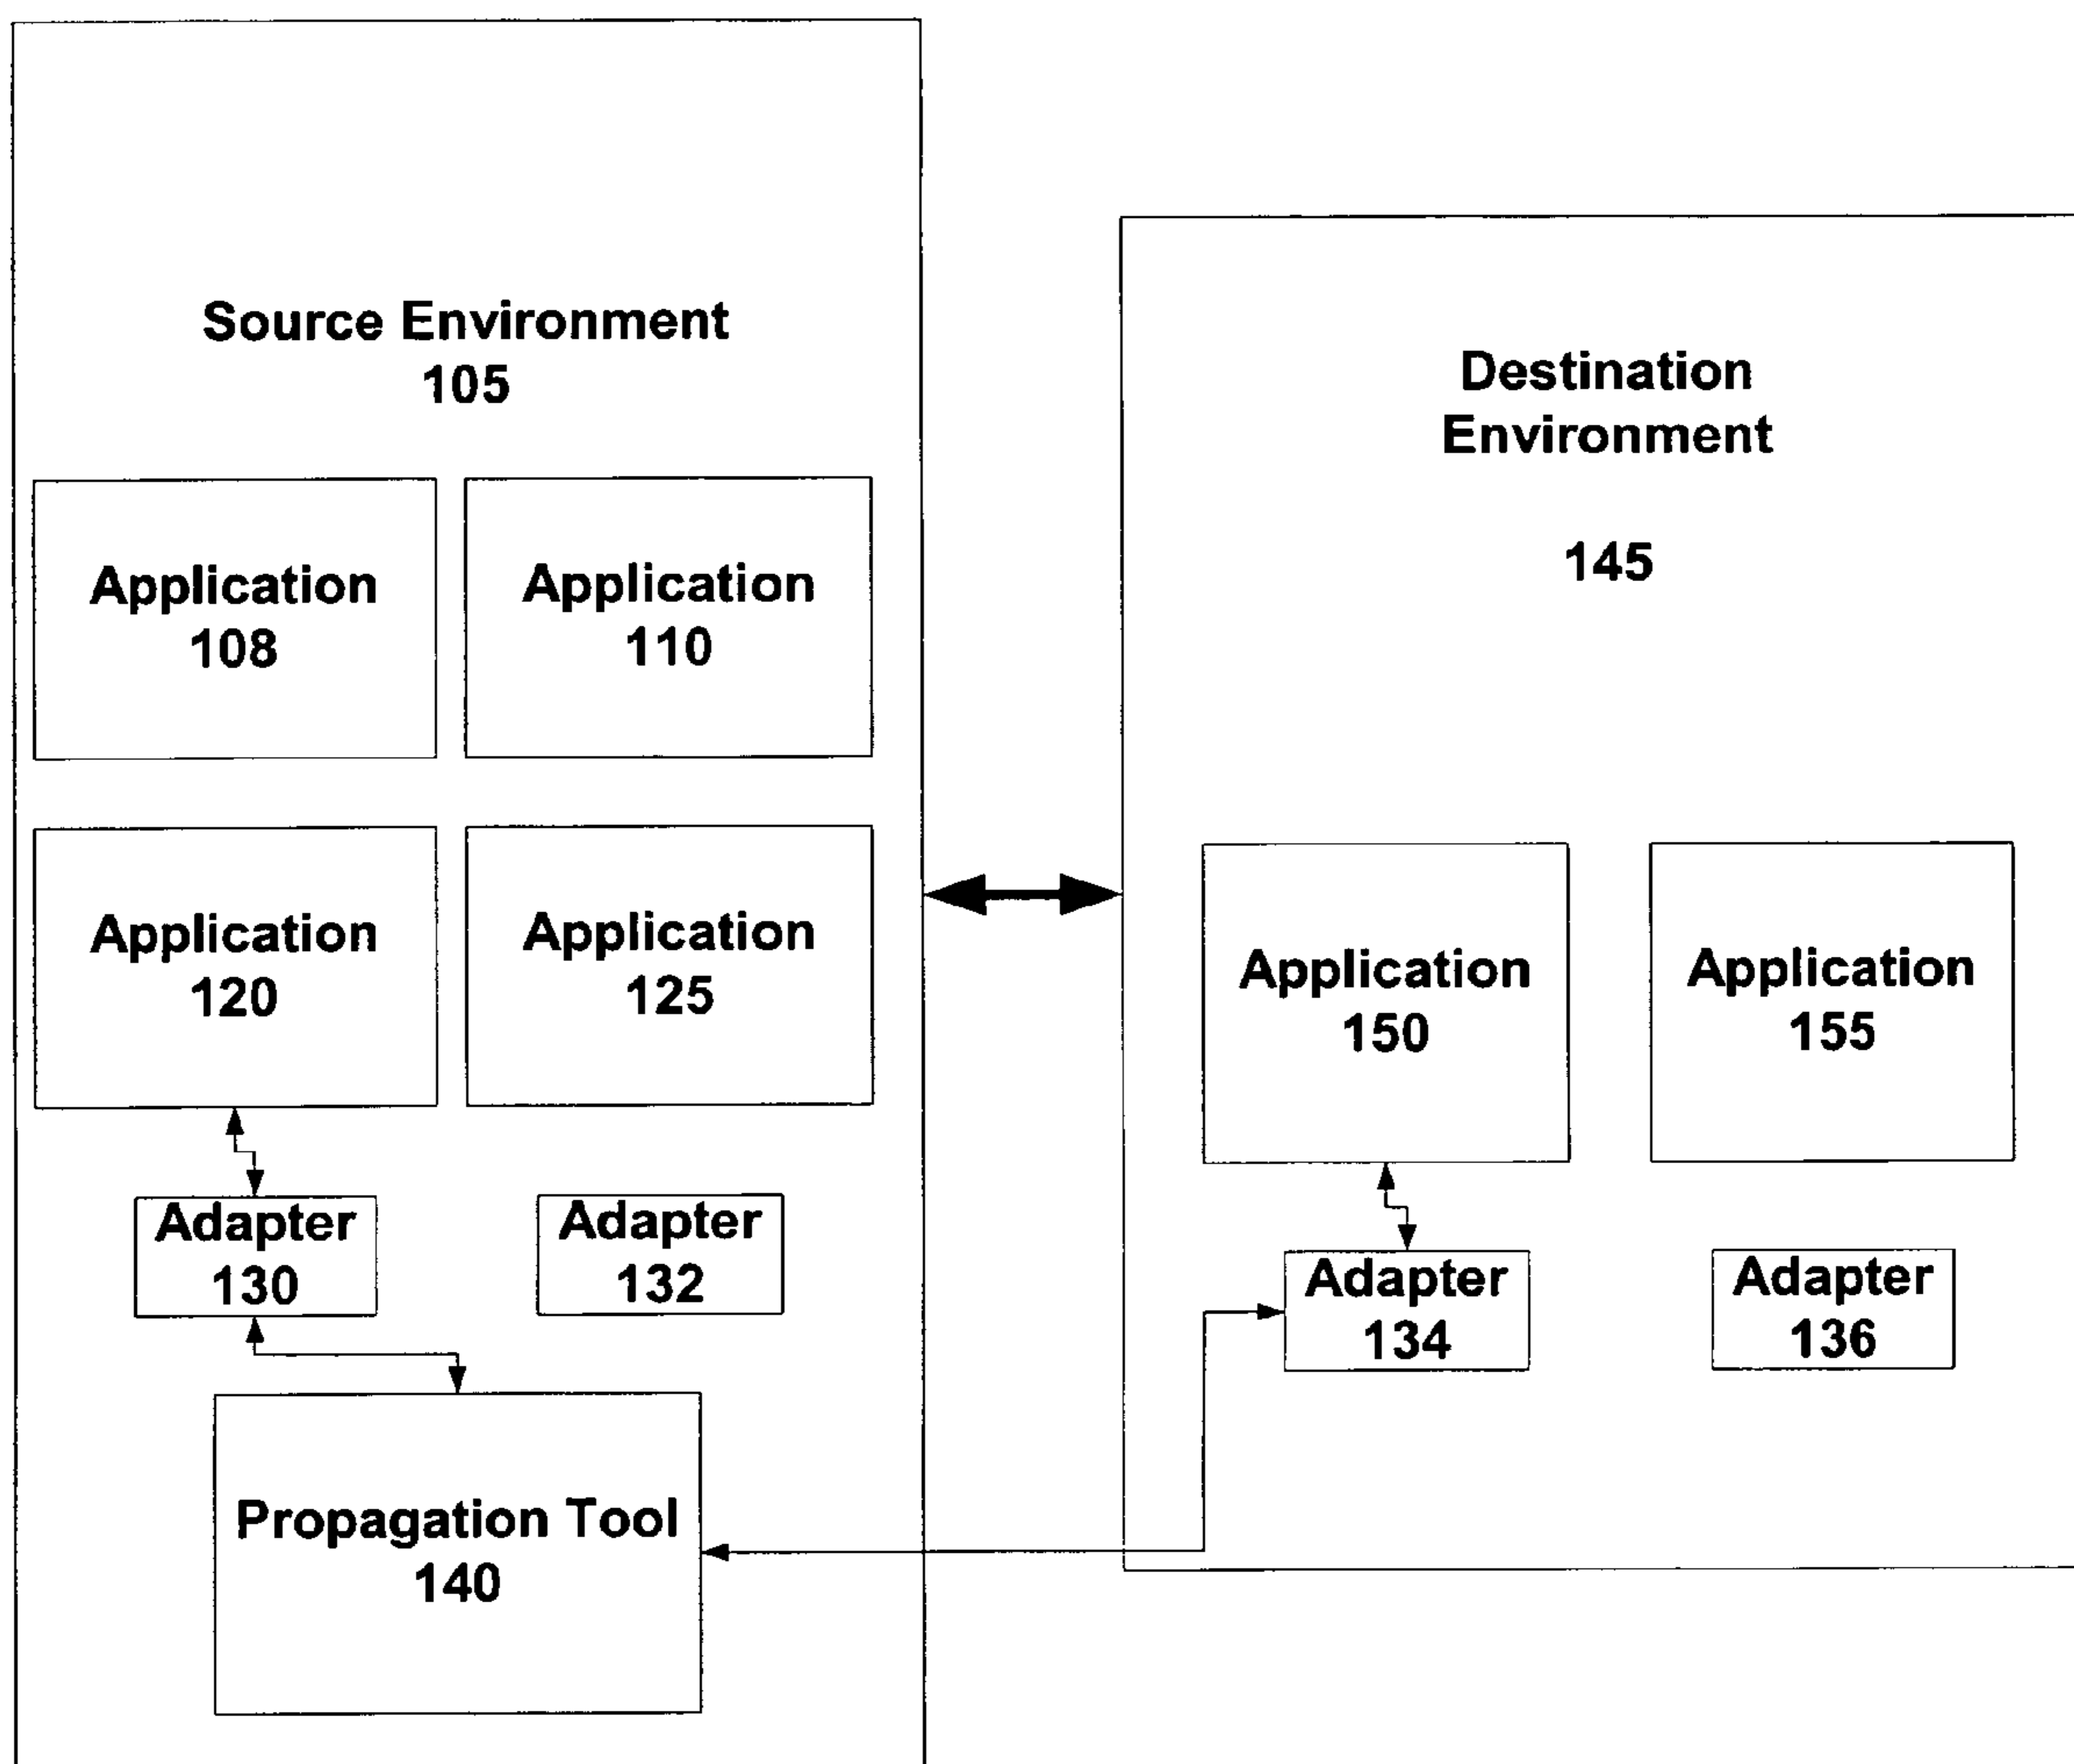 Source Environment
105
Application
108
Application
110
Application
120
Application
125
Adapter
130
Adapter
132
Propagation Tool
140
Destination
Environment
145
Application
150
Application
155
Adapter
134
Adapter
136